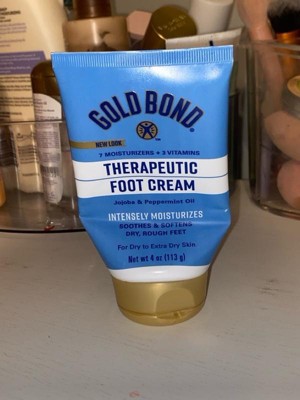 GOLD BOND
NEW LOOK
7 MOISTURIZERS + 3 VITAMINS
THERAPEUTIC
FOOT CREAM
Jojoba & Peppermint Oil
INTENSELY MOISTURIZES
SOOTHES & SOFTENS
DRY, ROUGH FEET
For Dry to Extra Dry Skin
Net wt 4 oz (113 g)